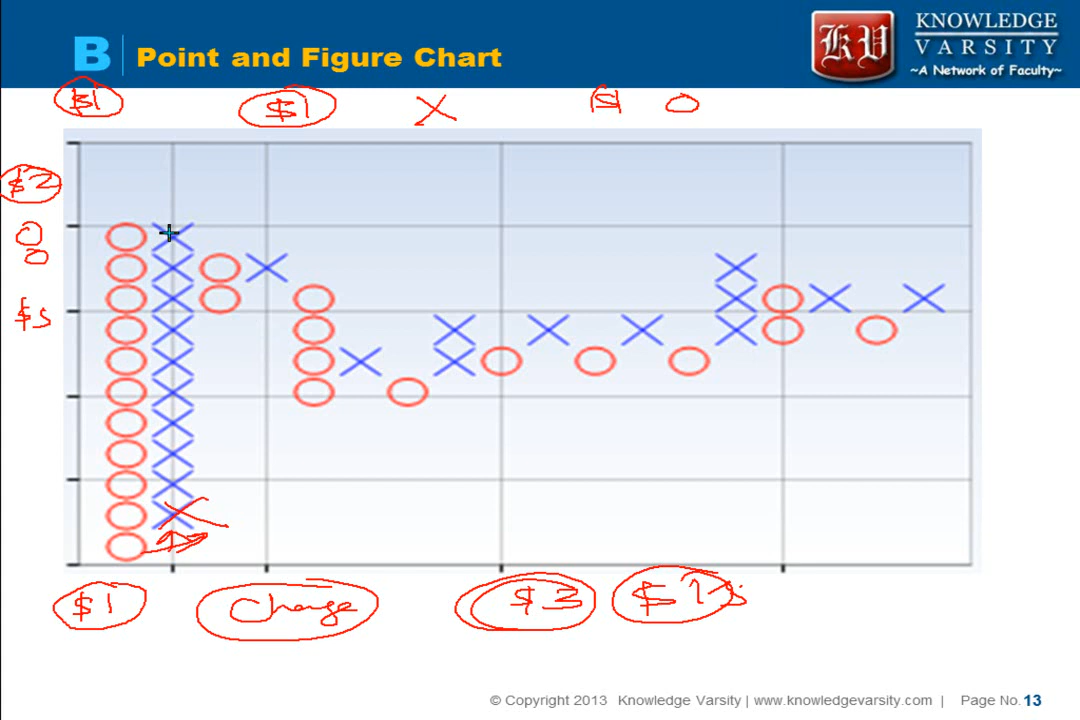 B Point and Figure Chart
KV KNOWLEDGE
VARSITY
~A Network of Faculty~
$1 $1 X O
$2
O
O
$5
$1 Change $3
© Copyright 2013 Knowledge Varsity | www.knowledgevarsity.com | Page No. 13